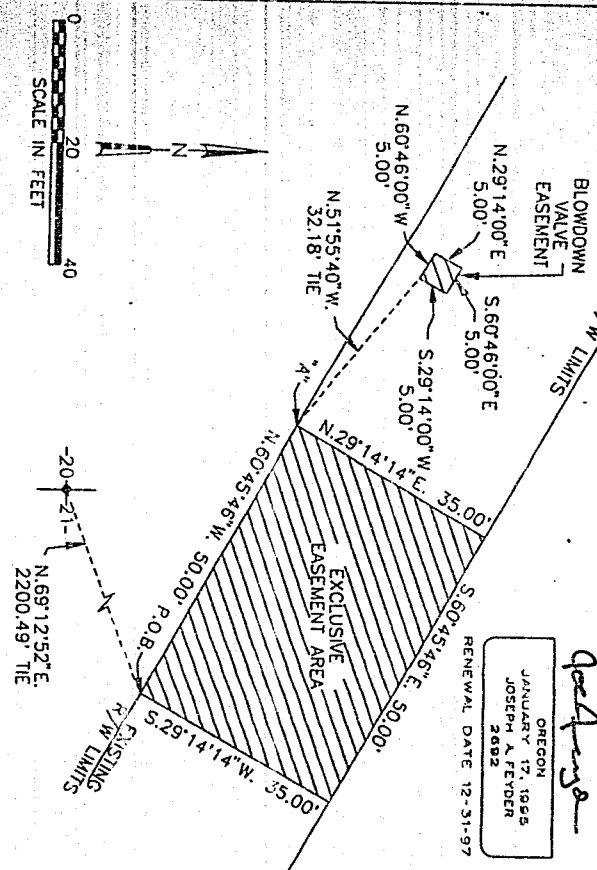 BLOWDOWN
VALVE
EASEMENT
N.29°14'00"E
5.00'
N.60°46'00"W
5.00'
S.60°46'00"E
5.00'
S.29°14'00"W
5.00'
N.51°55'40"W.
32.18' TIE
"A"
W LIMITS
N.29°14'14"E. 35.00'
S.60°45'46"E. 50.00'
EXCLUSIVE
EASEMENT AREA
N.60°45'46"W. 50.00' P.O.B.
S.29°14'14"W. 35.00'
EXISTING
R/W LIMITS
-20
21-
N.69°12'52"E.
2200.49' TIE
0 20 40
SCALE IN FEET
N
OREGON
JANUARY 17, 1995
JOSEPH A. FEYDER
2692
RENEWAL DATE 12-31-97